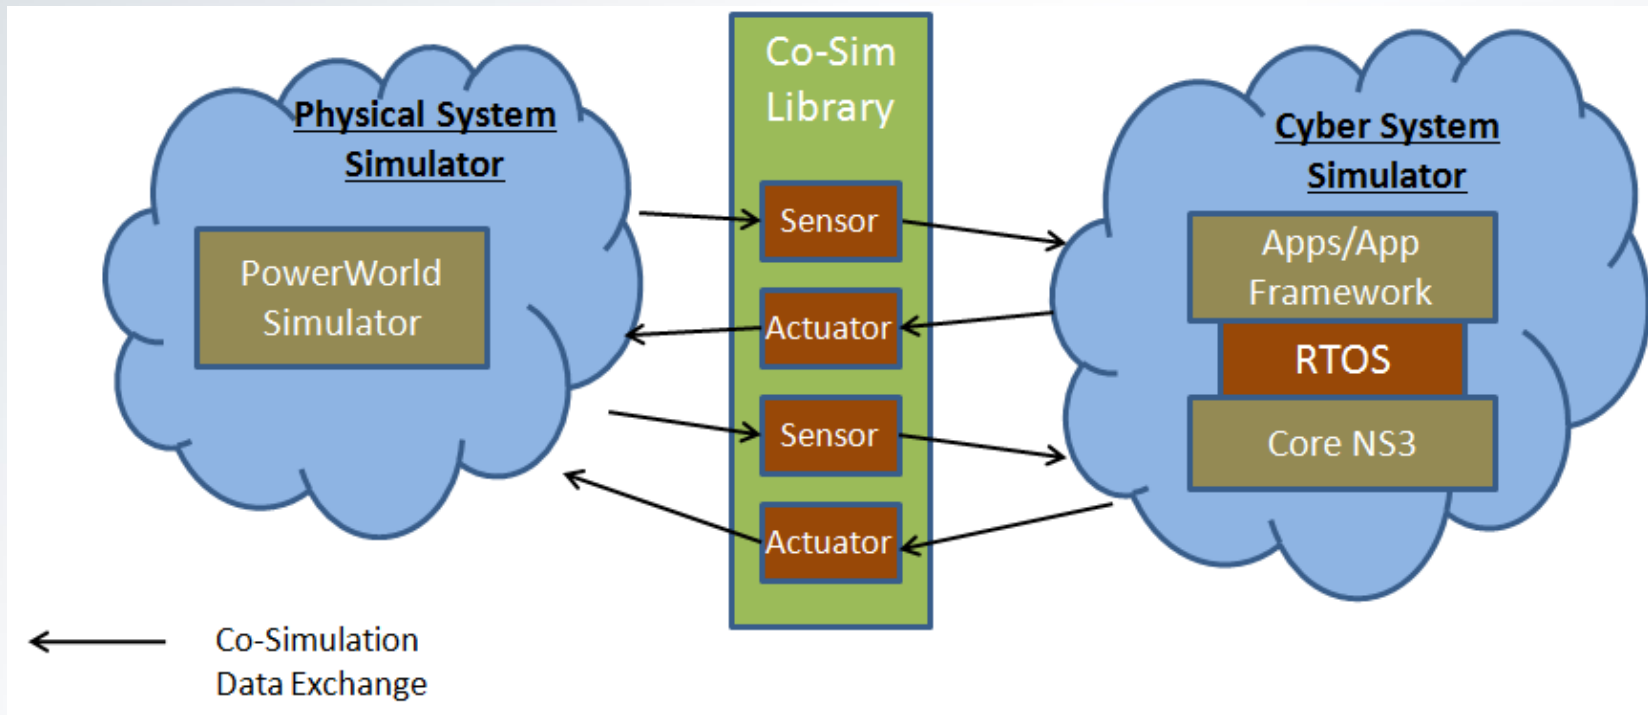 Physical System
Simulator
PowerWorld
Simulator
Co-Sim
Library
Sensor
Actuator
Sensor
Actuator
Cyber System
Simulator
Apps/App
Framework
RTOS
Core NS3
Co-Simulation
Data Exchange